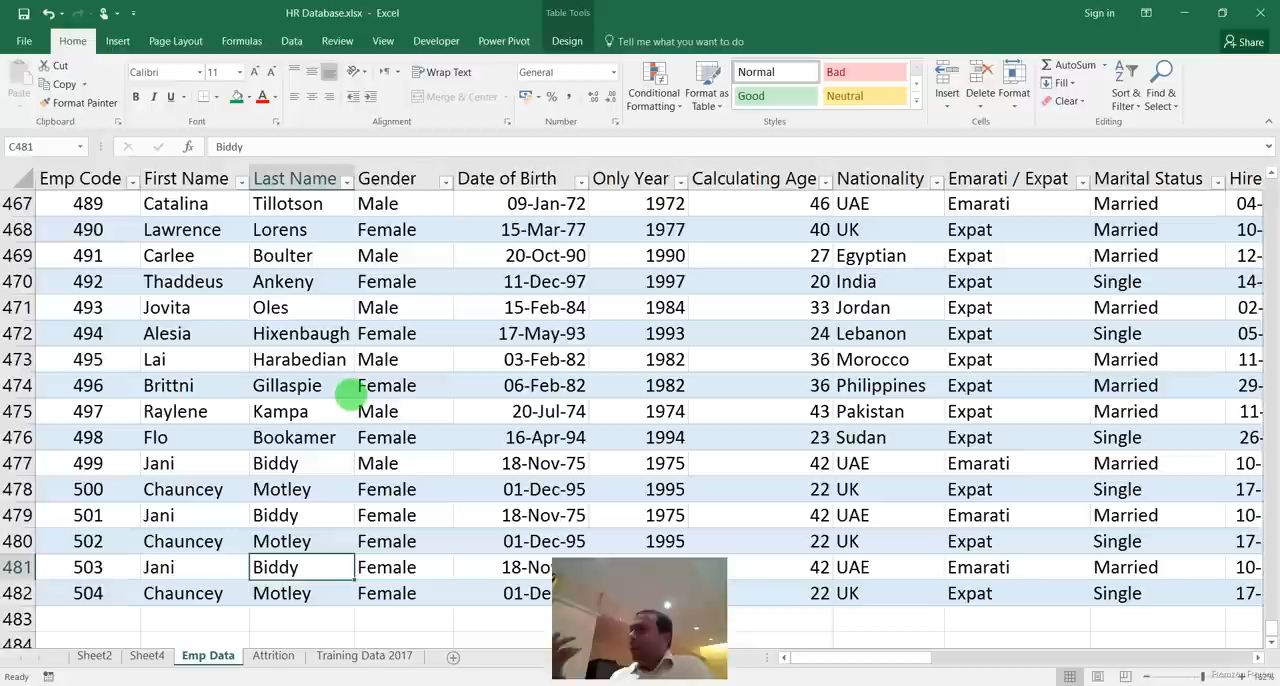 HR Database.xlsx - Excel
Table Tools
Sign in
File Home Insert Page Layout Formulas Data Review View Developer Power Pivot Design Tell me what you want to do Share
Paste
Cut
Copy
Format Painter
Clipboard
Calibri 11
B I U
Font
Wrap Text
Merge & Center
Alignment
General
Number
Conditional Formatting
Format as Table
Normal Bad
Good Neutral
Styles
Insert Delete Format
Cells
AutoSum
Fill
Clear
Sort & Filter
Find & Select
Editing
C481 fx Biddy
Emp Code First Name Last Name Gender Date of Birth Only Year Calculating Age Nationality Emarati / Expat Marital Status Hire
467 489 Catalina Tillotson Male 09-Jan-72 1972 46 UAE Emarati Married 04-
468 490 Lawrence Lorens Female 15-Mar-77 1977 40 UK Expat Married 10-
469 491 Carlee Boulter Male 20-Oct-90 1990 27 Egyptian Expat Married 12-
470 492 Thaddeus Ankeny Female 11-Dec-97 1997 20 India Expat Single 14-
471 493 Jovita Oles Male 15-Feb-84 1984 33 Jordan Expat Married 02-
472 494 Alesia Hixenbaugh Female 17-May-93 1993 24 Lebanon Expat Single 05-
473 495 Lai Harabedian Male 03-Feb-82 1982 36 Morocco Expat Married 11-
474 496 Brittni Gillaspie Female 06-Feb-82 1982 36 Philippines Expat Married 29-
475 497 Raylene Kampa Male 20-Jul-74 1974 43 Pakistan Expat Married 11-
476 498 Flo Bookamer Female 16-Apr-94 1994 23 Sudan Expat Single 26-
477 499 Jani Biddy Male 18-Nov-75 1975 42 UAE Emarati Married 10-
478 500 Chauncey Motley Female 01-Dec-95 1995 22 UK Expat Single 17-
479 501 Jani Biddy Female 18-Nov-75 1975 42 UAE Emarati Married 10-
480 502 Chauncey Motley Female 01-Dec-95 1995 22 UK Expat Single 17-
481 503 Jani Biddy Female 18-No 42 UAE Emarati Married 10-
482 504 Chauncey Motley Female 01-De 22 UK Expat Single 17-
483
484
Sheet2 Sheet4 Emp Data Attrition Training Data 2017
Ready